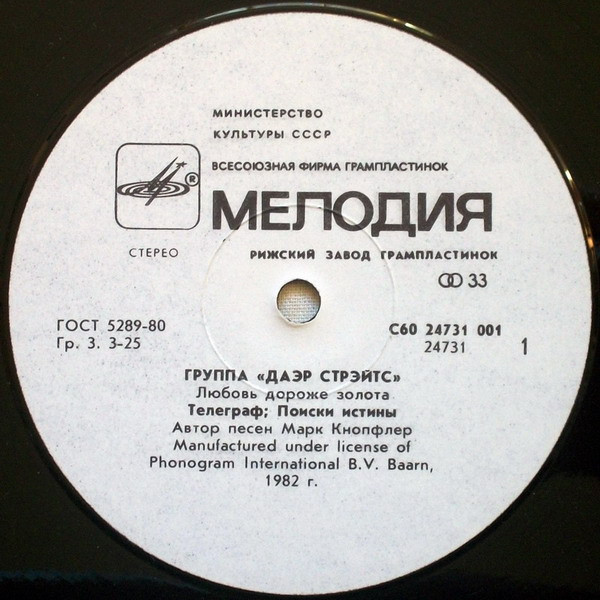 МИНИСТЕРСТВО
КУЛЬТУРЫ СССР
ВСЕСОЮЗНАЯ ФИРМА ГРАМПЛАСТИНОК
®
МЕЛОДИЯ
СТЕРЕО
РИЖСКИЙ ЗАВОД ГРАМПЛАСТИНОК
33
ГОСТ 5289-80
Гр. 3. 3-25
С60 24731 001
24731
1
ГРУППА «ДАЭР СТРЭЙТС»
Любовь дороже золота
Телеграф; Поиски истины
Автор песен Марк Кнопфлер
Manufactured under license of
Phonogram International B.V. Baarn,
1982 г.